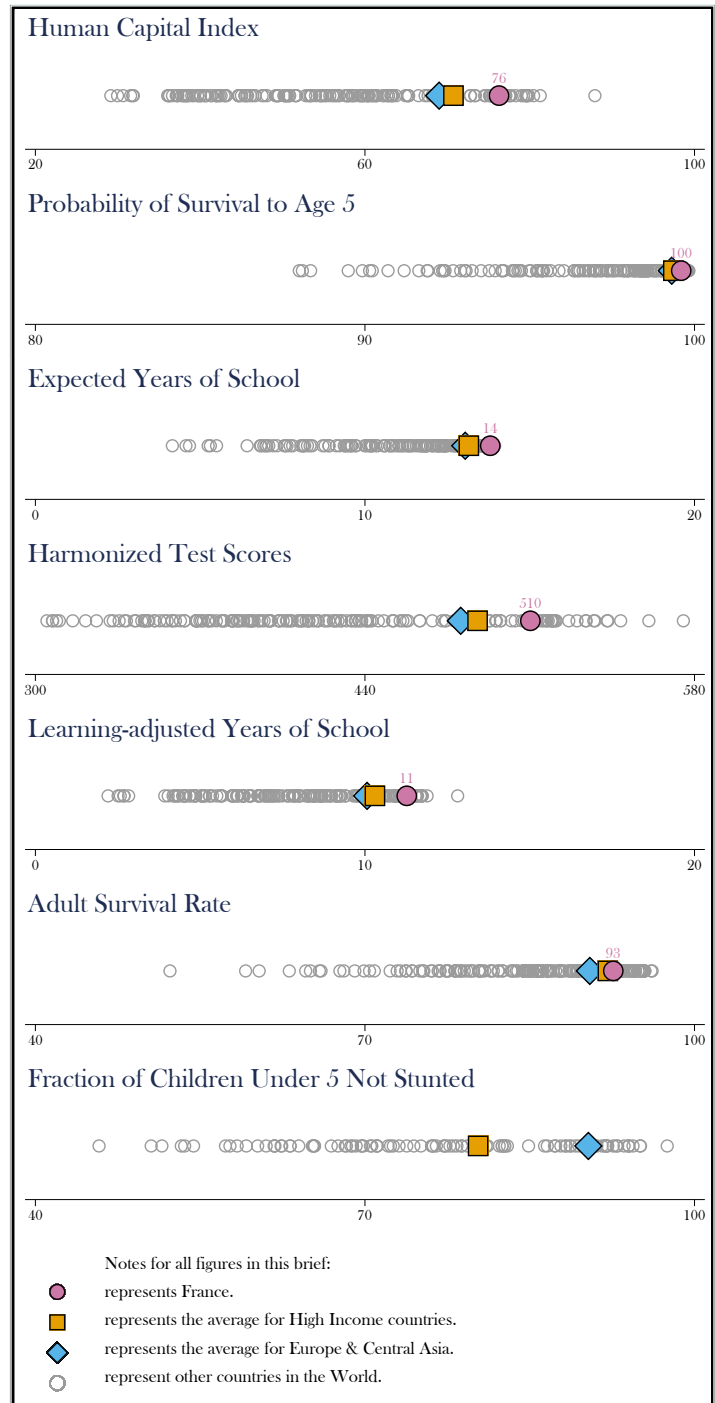 Human Capital Index
76
20 60 100
Probability of Survival to Age 5
100
80 90 100
Expected Years of School
14
0 10 20
Harmonized Test Scores
510
300 440 580
Learning-adjusted Years of School
11
0 10 20
Adult Survival Rate
93
40 70 100
Fraction of Children Under 5 Not Stunted
40 70 100
Notes for all figures in this brief:
represents France.
represents the average for High Income countries.
represents the average for Europe & Central Asia.
represent other countries in the World.